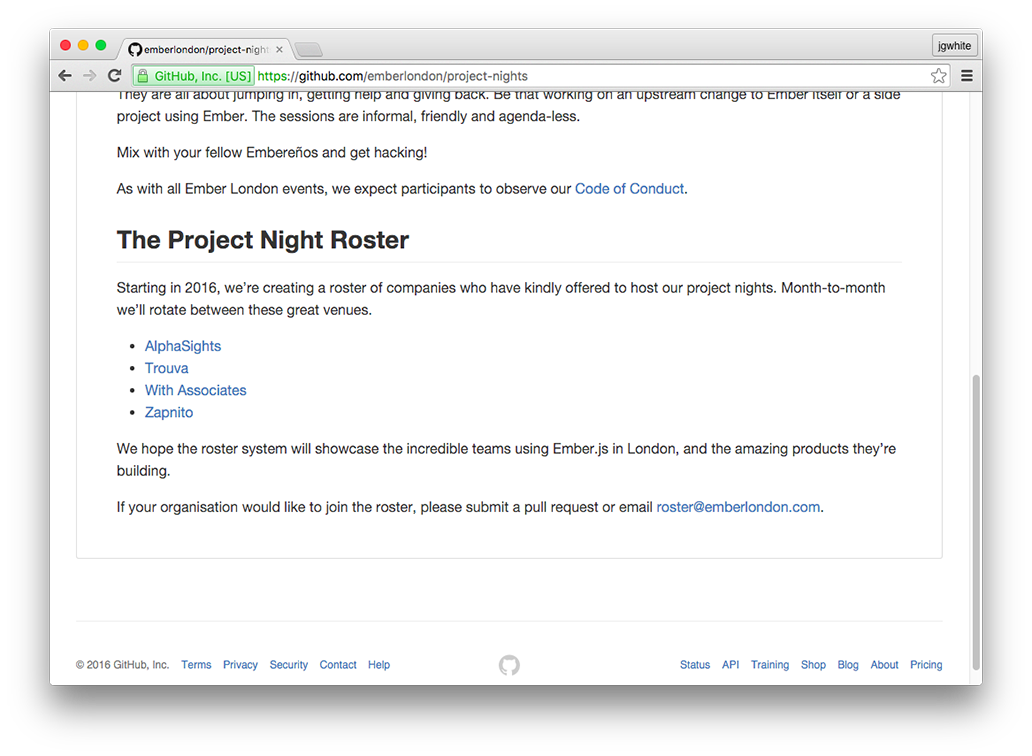 emberlondon/project-night
jgwhite
GitHub, Inc. [US] https://github.com/emberlondon/project-nights
They are all about jumping in, getting help and giving back. Be that working on an upstream change to Ember itself or a side
project using Ember. The sessions are informal, friendly and agenda-less.
Mix with your fellow Embereños and get hacking!
As with all Ember London events, we expect participants to observe our Code of Conduct.
The Project Night Roster
Starting in 2016, we’re creating a roster of companies who have kindly offered to host our project nights. Month-to-month
we’ll rotate between these great venues.
• AlphaSights
• Trouva
• With Associates
• Zapnito
We hope the roster system will showcase the incredible teams using Ember.js in London, and the amazing products they’re
building.
If your organisation would like to join the roster, please submit a pull request or email roster@emberlondon.com.
© 2016 GitHub, Inc. Terms Privacy Security Contact Help Status API Training Shop Blog About Pricing